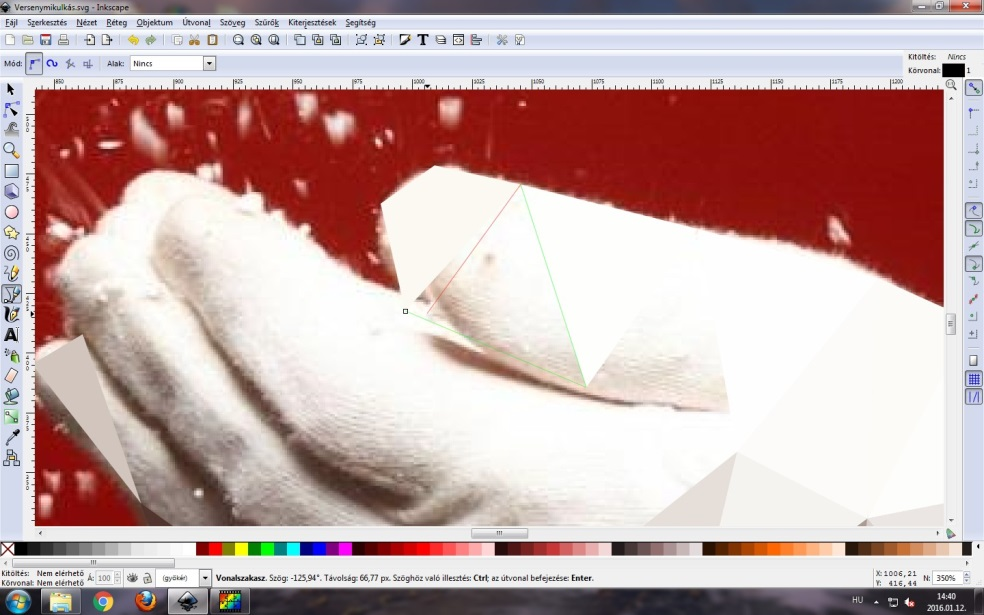 Versenymikulkás.svg - Inkscape
Fájl Szerkesztés Nézet Réteg Objektum Útvonal Szöveg Szűrők Kiterjesztések Segítség
Mód: Alak: Nincs
Kitöltés: Nincs
Körvonal: 1
850 875 900 925 950 975 1000 1025 1050 1075 1100 1125 1150 1175 1200
Kitöltés: Nem elérhető
Körvonal: Nem elérhető
Á: 100
(gyökér)
Vonalszakasz. Szög: -125,94°. Távolság: 66,77 px. Szöghöz való illesztés: Ctrl; az útvonal befejezése: Enter.
X: 1006,21
Y: 416,44
N: 350%
HU
14:40
2016.01.12.